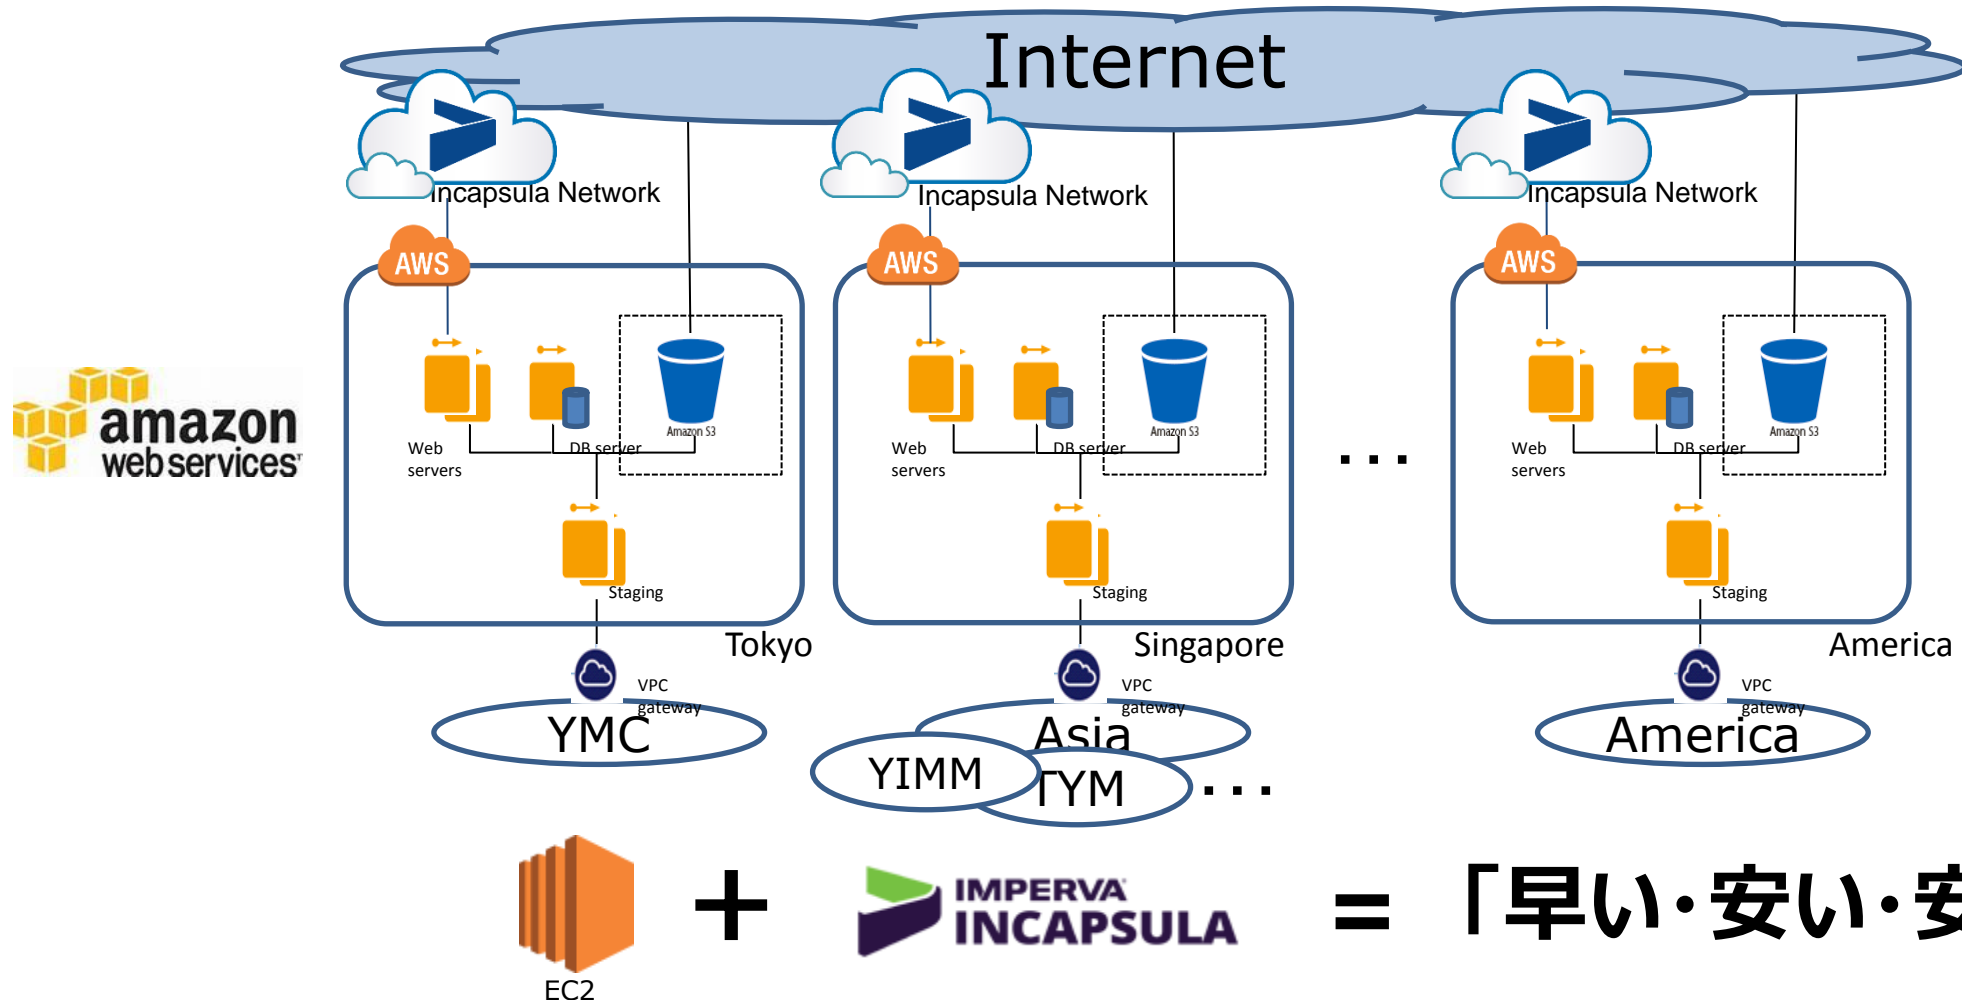 Internet
Incapsula Network
Incapsula Network
Incapsula Network
AWS
AWS
AWS
amazon
web services
Amazon S3
Web
servers
DB server
Staging
Amazon S3
Web
servers
DB server
Staging
...
Amazon S3
Web
servers
DB server
Staging
Tokyo
Singapore
America
VPC
gateway
VPC
gateway
VPC
gateway
YMC
Asia
YIMM
TYM
...
America
EC2
+
IMPERVA
INCAPSULA
= 「早い・安い・安